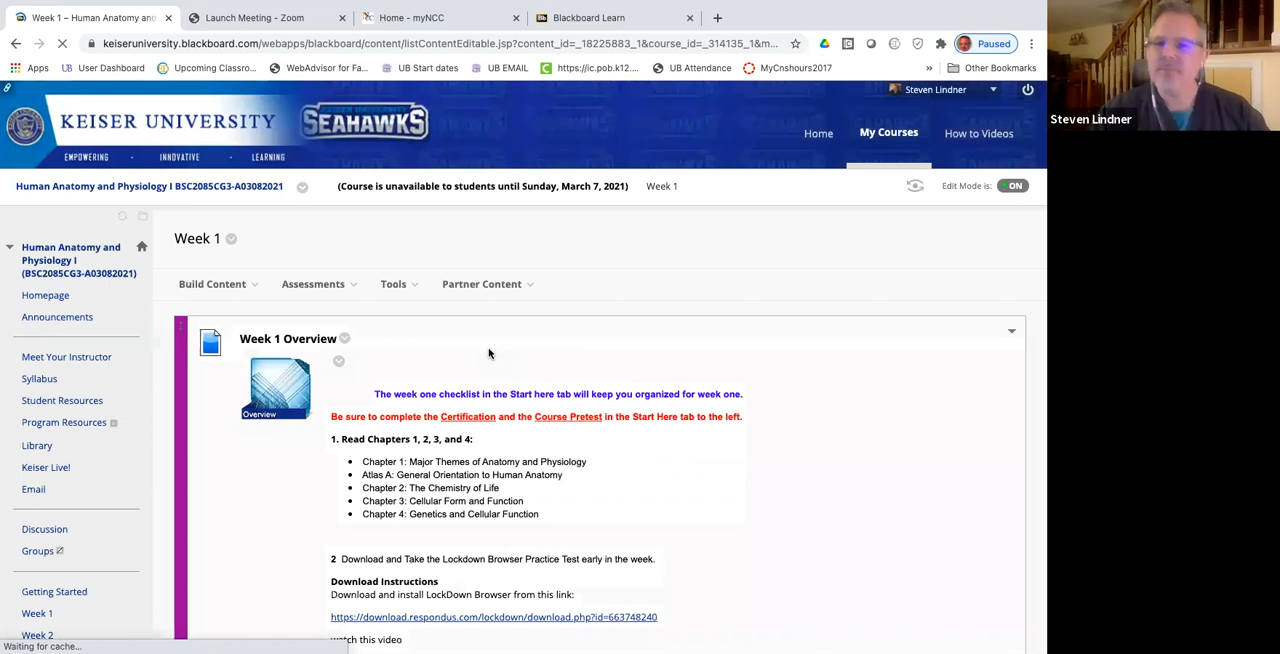 Week 1 – Human Anatomy and
Launch Meeting - Zoom
Home - myNCC
Bb
Blackboard Learn
keiseruniversity.blackboard.com/webapps/blackboard/content/listContentEditable.jsp?content_id=_18225883_1&course_id=_314135_1&m...
Paused
Apps
UB User Dashboard
Upcoming Classro...
WebAdvisor for Fa...
UB UB Start dates
UB UB EMAIL
https://ic.pob.k12....
UB Attendance
MyCnshours2017
»
Other Bookmarks
Steven Lindner
KEISER UNIVERSITY
KEISER UNIVERSITY
SEAHAWKS
EMPOWERING · INNOVATIVE · LEARNING
Home
My Courses
How to Videos
Steven Lindner
Human Anatomy and Physiology I BSC2085CG3-A03082021
(Course is unavailable to students until Sunday, March 7, 2021)
Week 1
Edit Mode is:
ON
Human Anatomy and
Physiology I
(BSC2085CG3-A03082021)
Homepage
Announcements
Meet Your Instructor
Syllabus
Student Resources
Program Resources
Library
Keiser Live!
Email
Discussion
Groups
Getting Started
Week 1
Week 2
Waiting for cache...
Week 1
Build Content
Assessments
Tools
Partner Content
Week 1 Overview
Overview
The week one checklist in the Start here tab will keep you organized for week one.
Be sure to complete the Certification and the Course Pretest in the Start Here tab to the left.
1. Read Chapters 1, 2, 3, and 4:
• Chapter 1: Major Themes of Anatomy and Physiology
• Atlas A: General Orientation to Human Anatomy
• Chapter 2: The Chemistry of Life
• Chapter 3: Cellular Form and Function
• Chapter 4: Genetics and Cellular Function
2 Download and Take the Lockdown Browser Practice Test early in the week.
Download Instructions
Download and install LockDown Browser from this link:
https://download.respondus.com/lockdown/download.php?id=663748240
watch this video